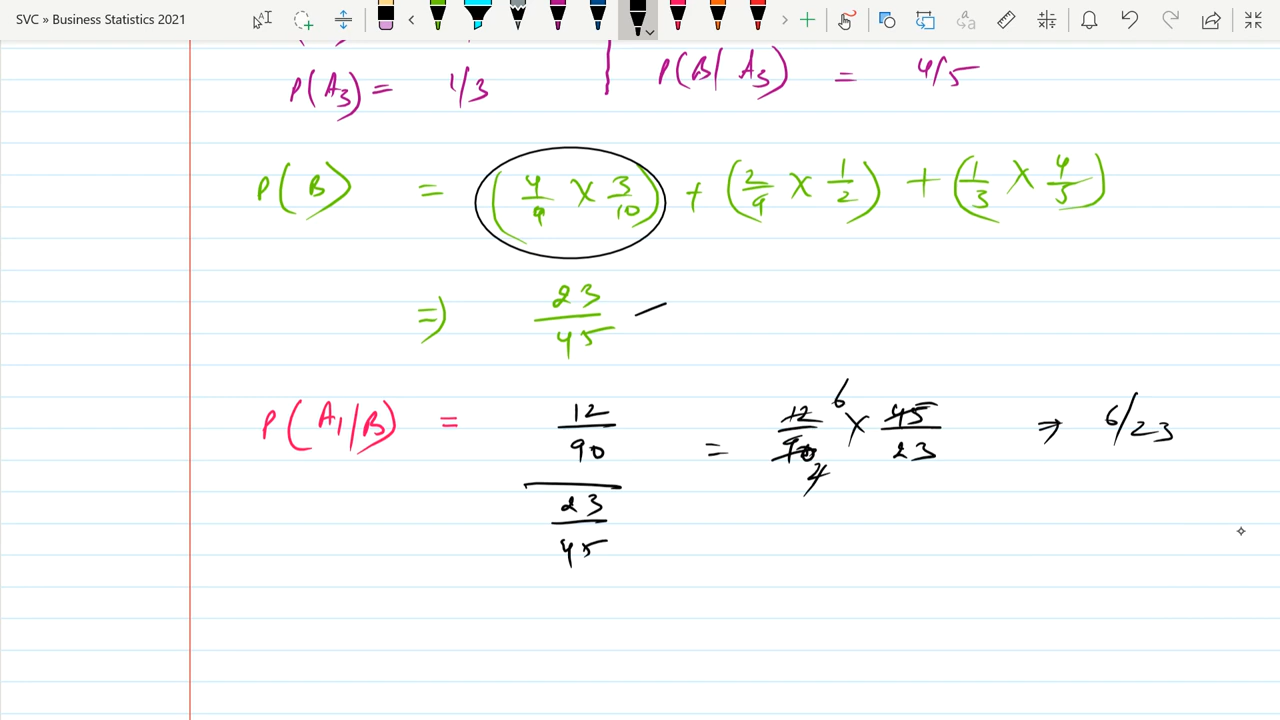 SVC » Business Statistics 2021
P(A3) = 1/3 P(B/A3) = 4/5
P(B) = (4/9 × 3/10) + (2/9 × 1/2) + (1/3 × 4/5)
=) 23/45
P(A1/B) = 12/90 / 23/45 = 12/90 6 × 45/23 ⇒ 6/23